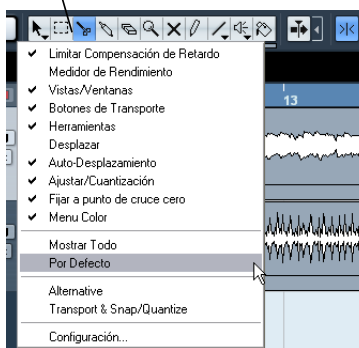 Limitar Compensación de Retardo
Medidor de Rendimiento
Vistas/Ventanas
Botones de Transporte
Herramientas
Desplazar
Auto-Desplazamiento
Ajustar/Cuantización
Fijar a punto de cruce cero
Menu Color
Mostrar Todo
Por Defecto
Alternative
Transport & Snap/Quantize
Configuración...
13